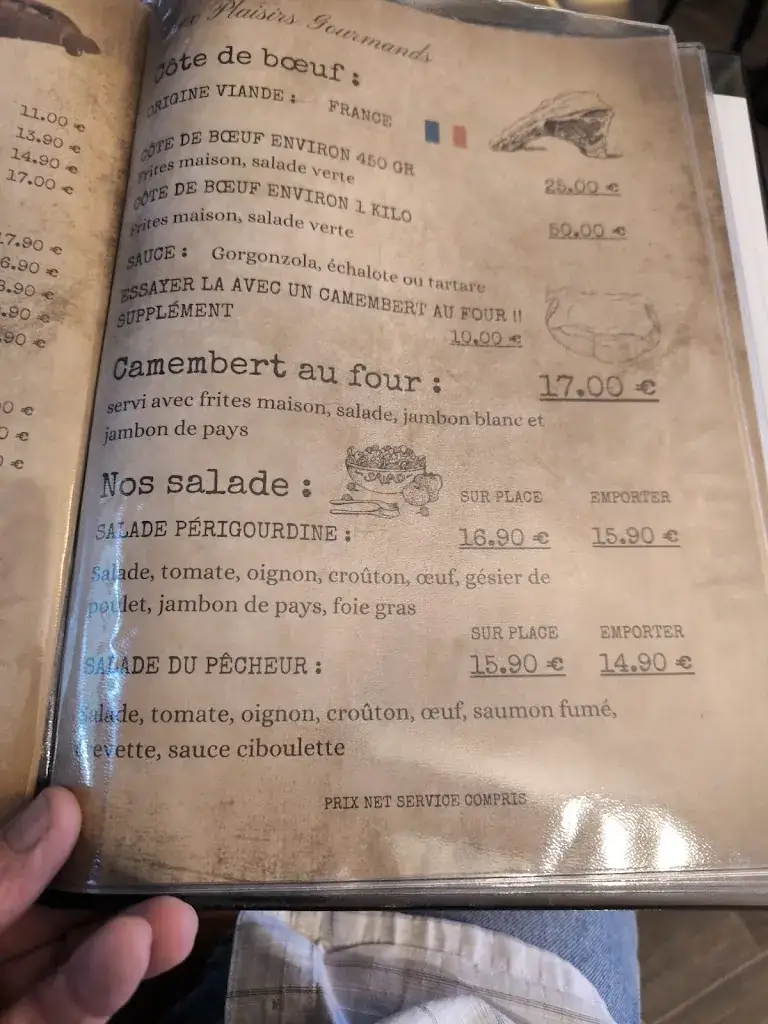 Plaisirs Gourmands
Côte de bœuf :
ORIGINE VIANDE : FRANCE
CÔTE DE BŒUF ENVIRON 450 GR
Frites maison, salade verte
25.00 €
CÔTE DE BŒUF ENVIRON 1 KILO
Frites maison, salade verte
50.00 €
SAUCE : Gorgonzola, échalote ou tartare
ESSAYER LA AVEC UN CAMEMBERT AU FOUR !!
SUPPLÉMENT
10.00 €
Camembert au four : 17.00 €
servi avec frites maison, salade, jambon blanc et
jambon de pays
Nos salade :
SUR PLACE EMPORTER
SALADE PÉRIGOURDINE : 16.90 € 15.90 €
Salade, tomate, oignon, croûton, œuf, gésier de
poulet, jambon de pays, foie gras
SUR PLACE EMPORTER
SALADE DU PÊCHEUR : 15.90 € 14.90 €
Salade, tomate, oignon, croûton, œuf, saumon fumé,
crevette, sauce ciboulette
PRIX NET SERVICE COMPRIS
11.00 €
13.90 €
14.90 €
17.00 €